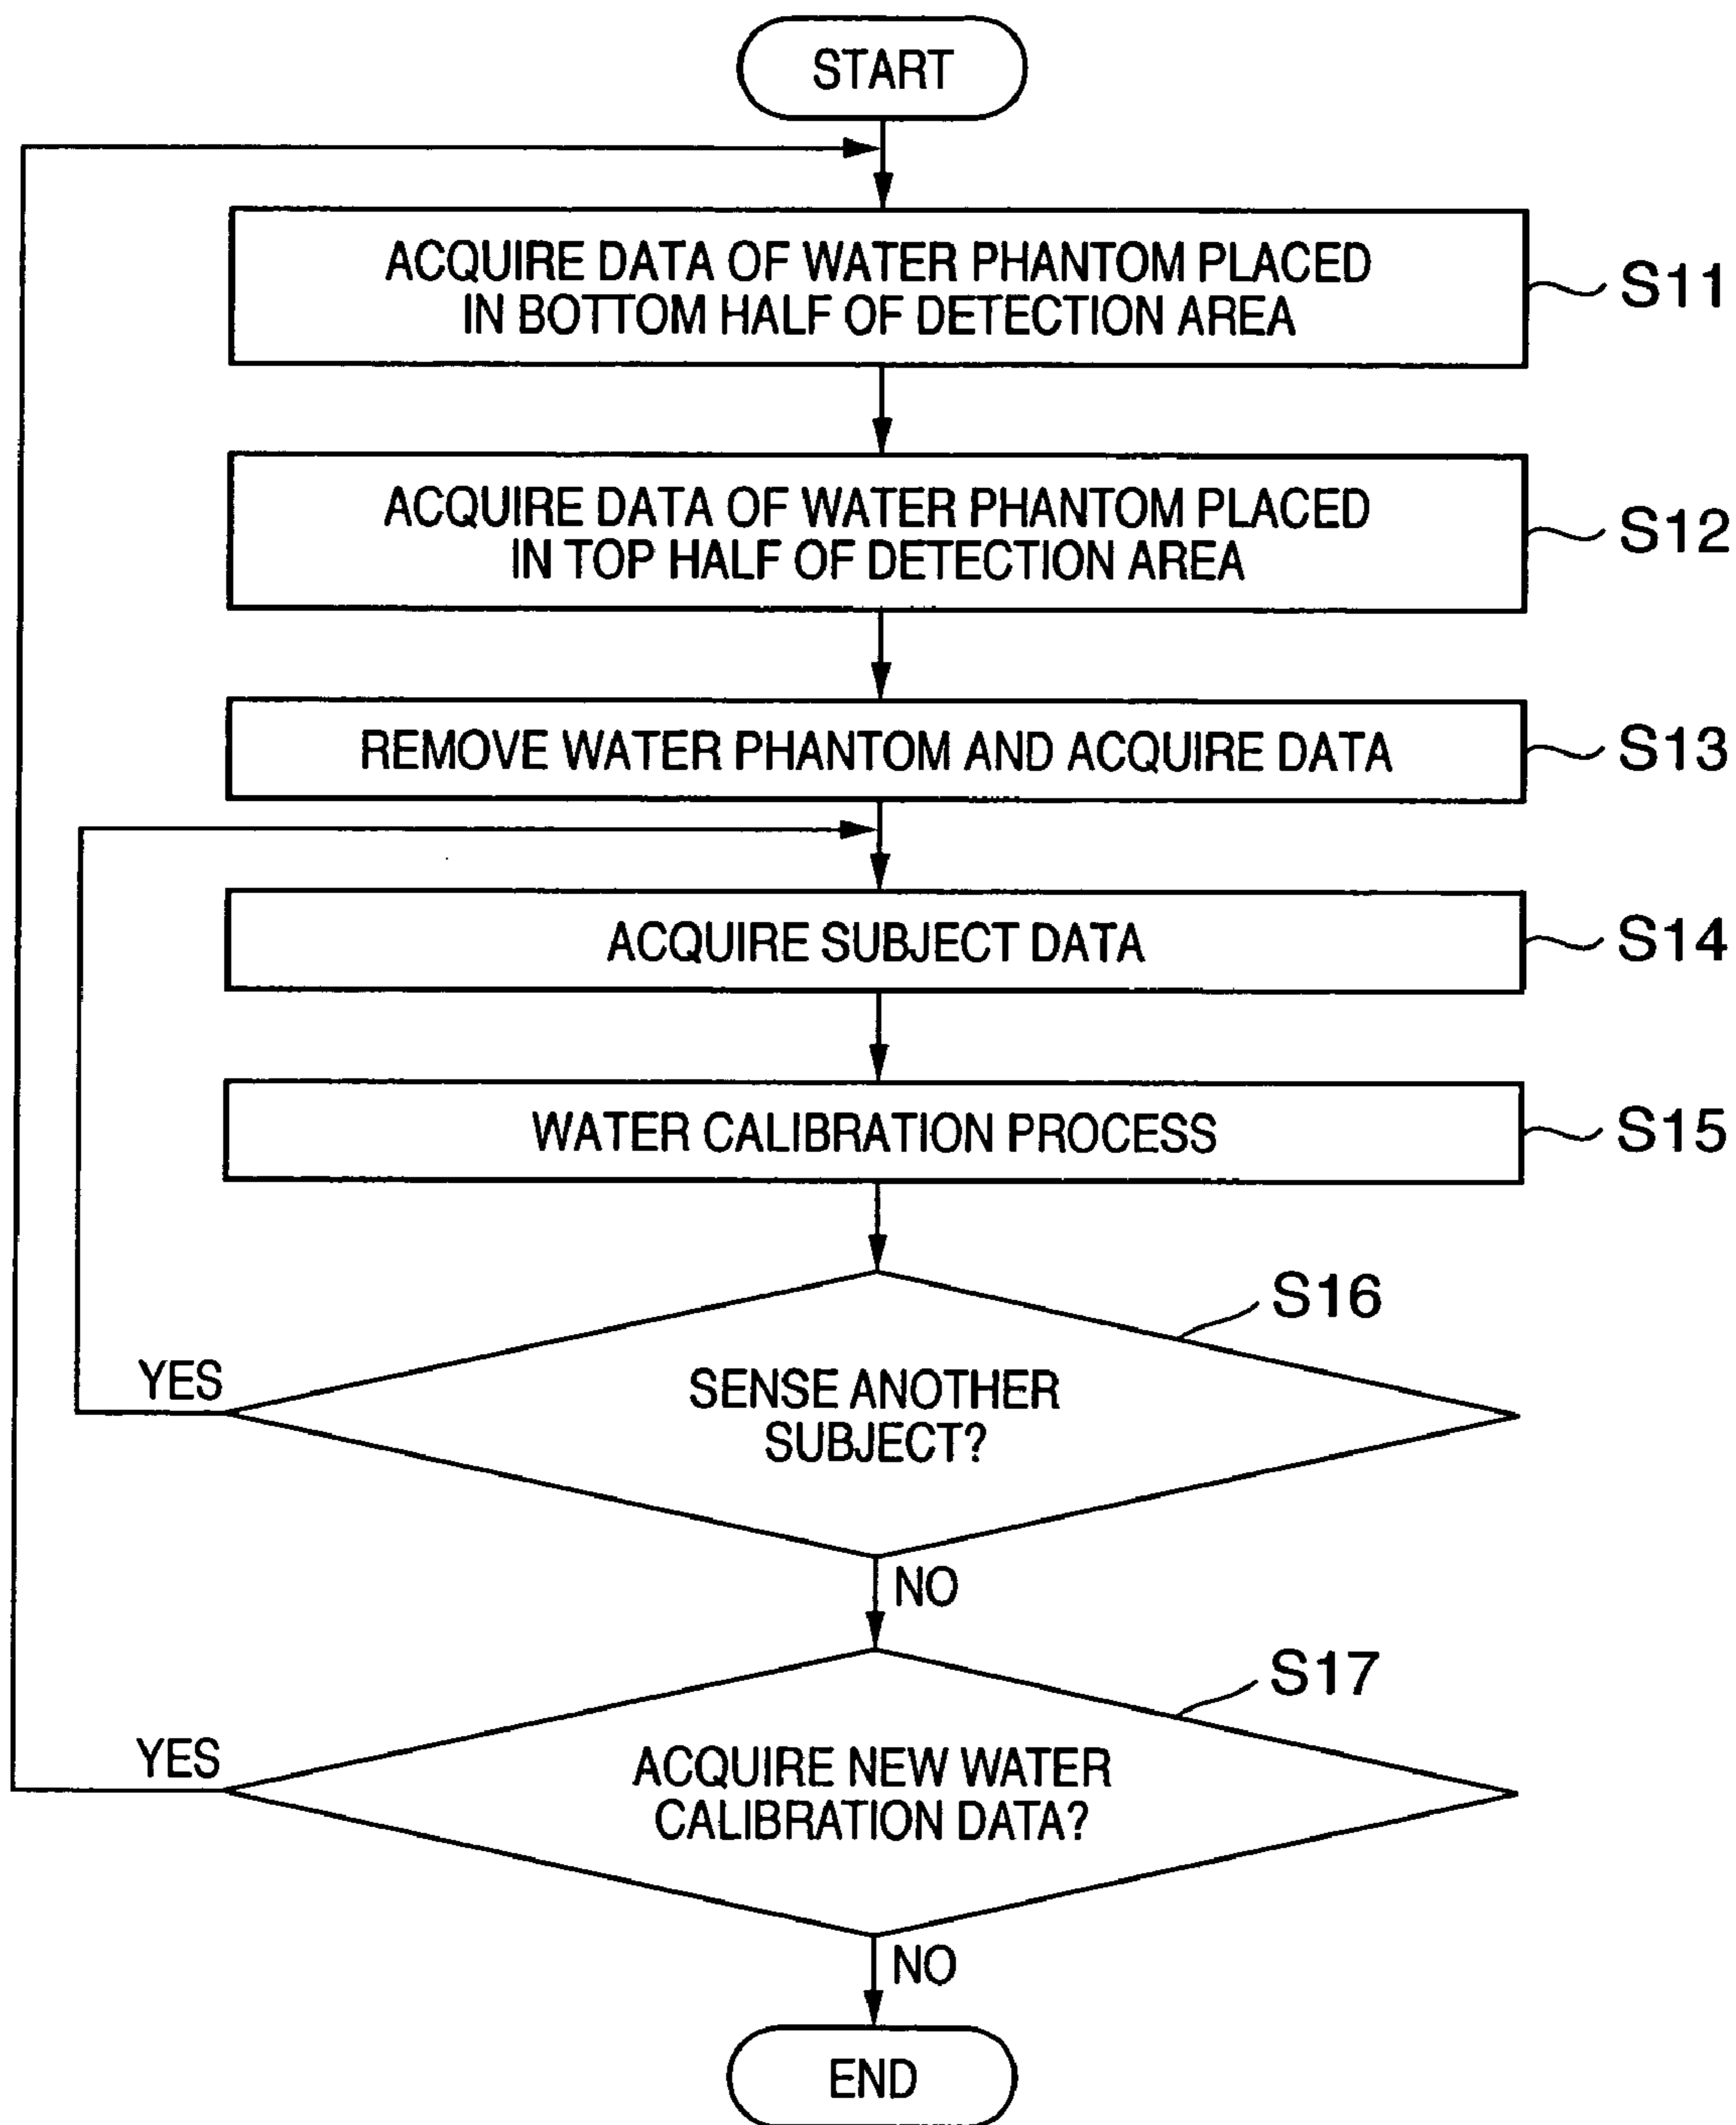 START
ACQUIRE DATA OF WATER PHANTOM PLACED
IN BOTTOM HALF OF DETECTION AREA
S11
ACQUIRE DATA OF WATER PHANTOM PLACED
IN TOP HALF OF DETECTION AREA
S12
REMOVE WATER PHANTOM AND ACQUIRE DATA
S13
ACQUIRE SUBJECT DATA
S14
WATER CALIBRATION PROCESS
S15
S16
YES
SENSE ANOTHER
SUBJECT?
NO
S17
YES
ACQUIRE NEW WATER
CALIBRATION DATA?
NO
END